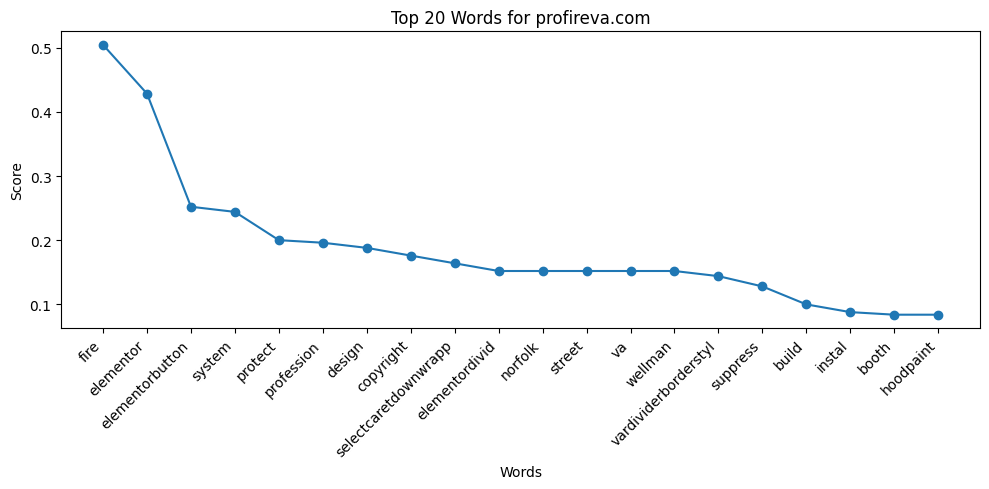 Top 20 Words for profireva.com
Score
0.5
0.4
0.3
0.2
0.1
fire
elementor
elementorbutton
system
protect
profession
design
copyright
selectcaretdownwrapp
elementordivid
norfolk
street
va
wellman
vardividerborderstyl
suppress
build
instal
booth
hoodpaint
Words